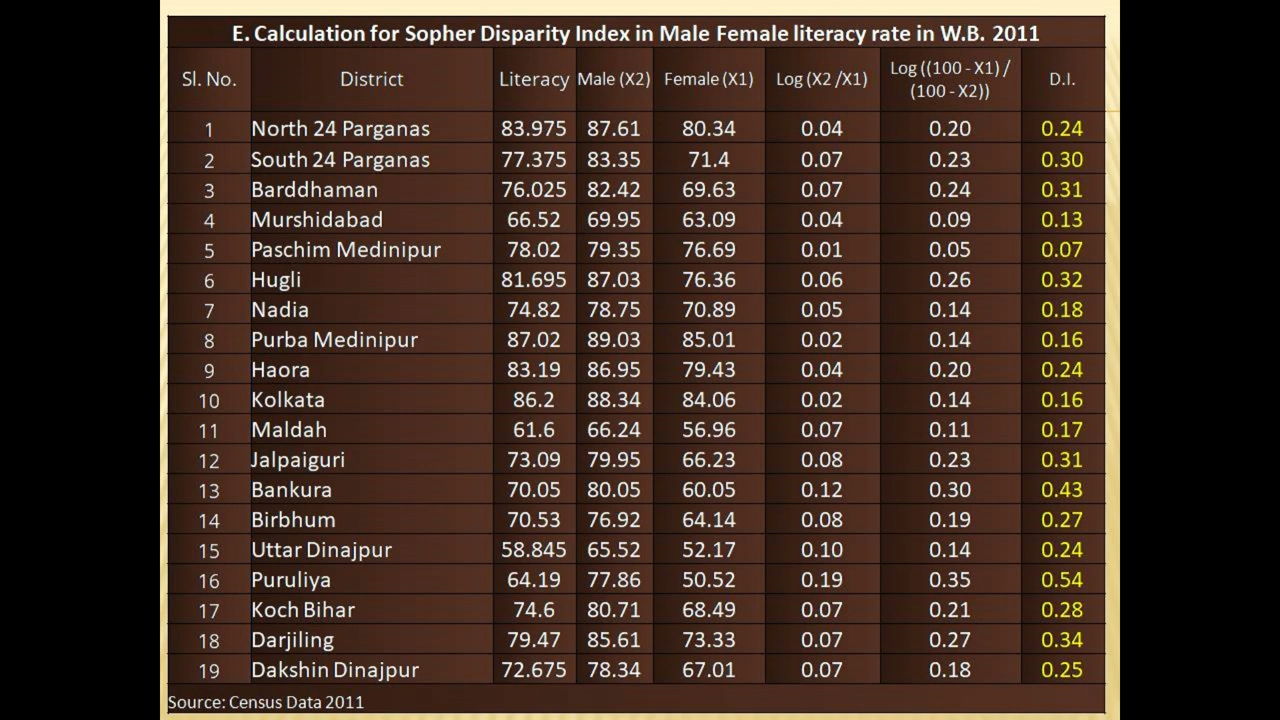 E. Calculation for Sopher Disparity Index in Male Female literacy rate in W.B. 2011
Sl. No. District Literacy Male (X2) Female (X1) Log (X2 /X1) Log ((100 - X1) / (100 - X2)) D.I.
1 North 24 Parganas 83.975 87.61 80.34 0.04 0.20 0.24
2 South 24 Parganas 77.375 83.35 71.4 0.07 0.23 0.30
3 Barddhaman 76.025 82.42 69.63 0.07 0.24 0.31
4 Murshidabad 66.52 69.95 63.09 0.04 0.09 0.13
5 Paschim Medinipur 78.02 79.35 76.69 0.01 0.05 0.07
6 Hugli 81.695 87.03 76.36 0.06 0.26 0.32
7 Nadia 74.82 78.75 70.89 0.05 0.14 0.18
8 Purba Medinipur 87.02 89.03 85.01 0.02 0.14 0.16
9 Haora 83.19 86.95 79.43 0.04 0.20 0.24
10 Kolkata 86.2 88.34 84.06 0.02 0.14 0.16
11 Maldah 61.6 66.24 56.96 0.07 0.11 0.17
12 Jalpaiguri 73.09 79.95 66.23 0.08 0.23 0.31
13 Bankura 70.05 80.05 60.05 0.12 0.30 0.43
14 Birbhum 70.53 76.92 64.14 0.08 0.19 0.27
15 Uttar Dinajpur 58.845 65.52 52.17 0.10 0.14 0.24
16 Puruliya 64.19 77.86 50.52 0.19 0.35 0.54
17 Koch Bihar 74.6 80.71 68.49 0.07 0.21 0.28
18 Darjiling 79.47 85.61 73.33 0.07 0.27 0.34
19 Dakshin Dinajpur 72.675 78.34 67.01 0.07 0.18 0.25
Source: Census Data 2011